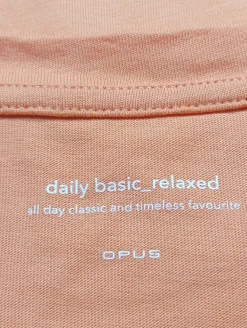 daily basic_relaxed
all day classic and timeless favourite
OPUS